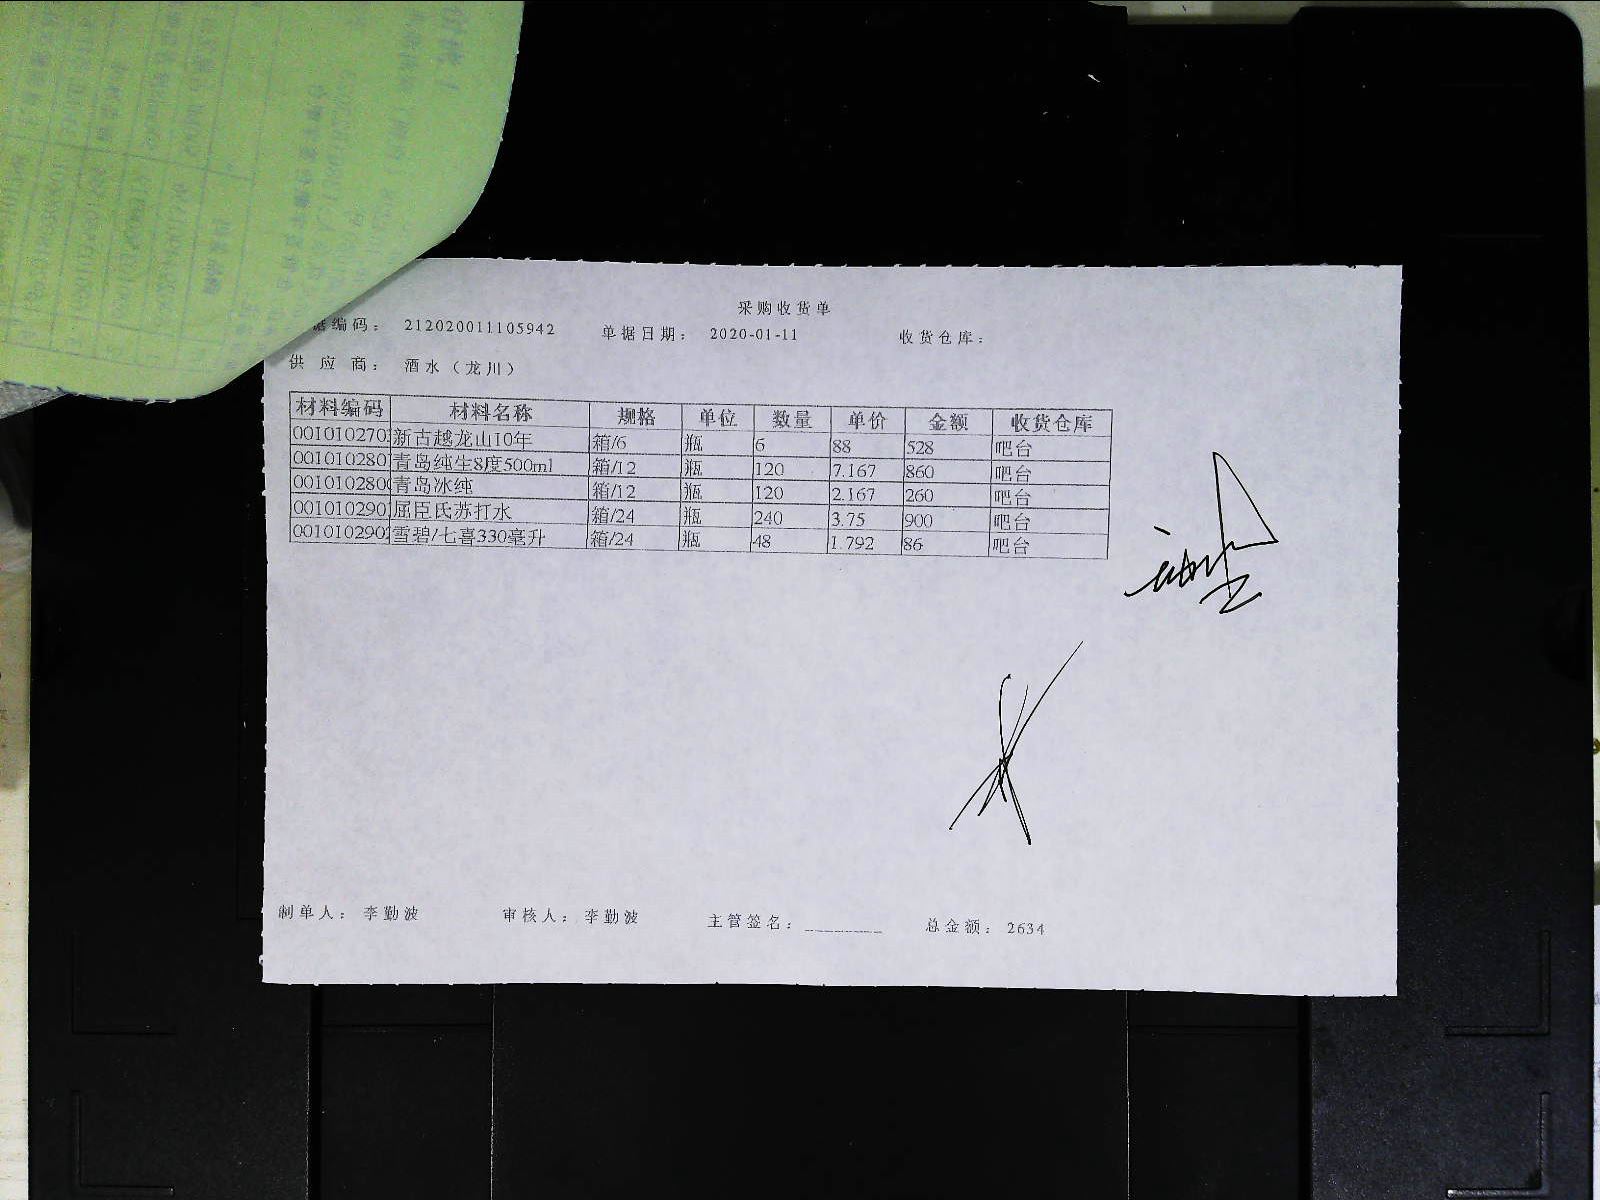 采购收货单
据编码： 212020011105942 单据日期： 2020-01-11 收货仓库：
供 应 商： 酒水（龙川）
材料编码 材料名称 规格 单位 数量 单价 金额 收货仓库
001010270 新古越龙山10年 箱/6 瓶 6 88 528 吧台
001010280 青岛纯生8度500ml 箱/12 瓶 120 7.167 860 吧台
001010280 青岛冰纯 箱/12 瓶 120 2.167 260 吧台
001010290 屈臣氏苏打水 箱/24 瓶 240 3.75 900 吧台
001010290 雪碧/七喜330毫升 箱/24 瓶 48 1.792 86 吧台
制单人： 李勤波 审核人： 李勤波 主管签名：________ 总金额： 2634